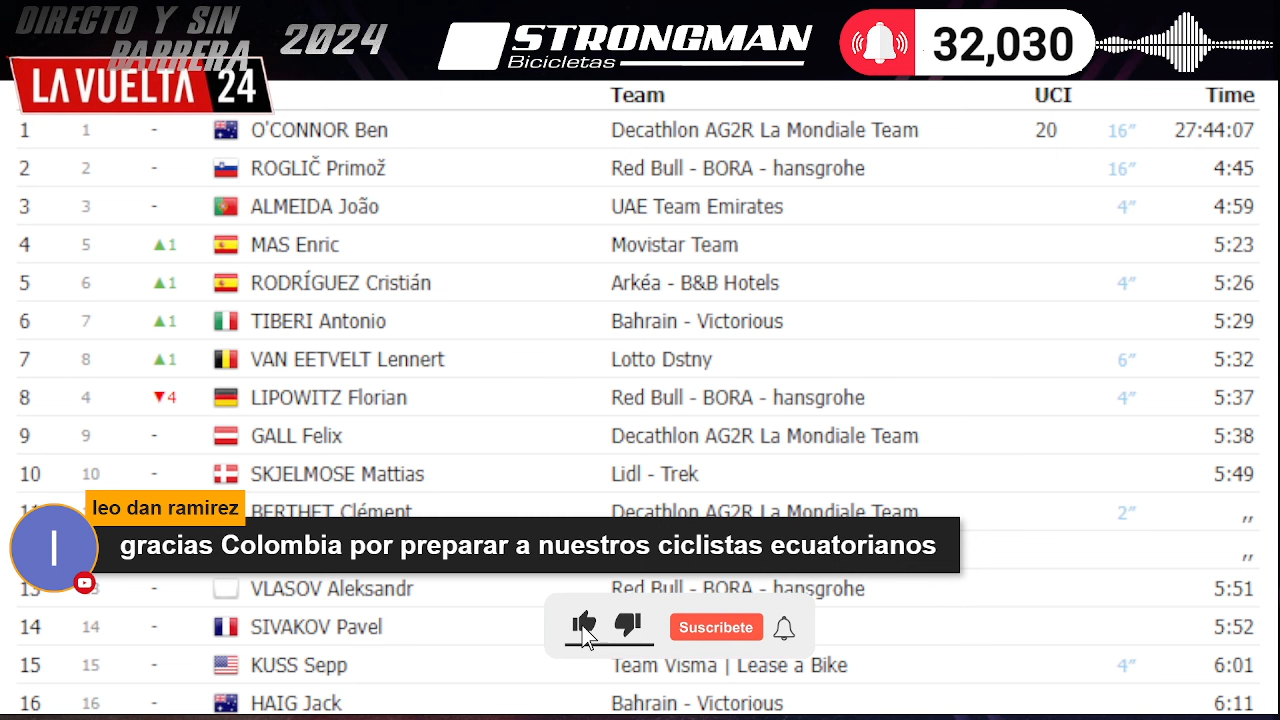 DIRECTO Y SIN BARRERA 2024
STRONGMAN
Bicicletas
32,030
LA VUELTA 24
Team UCI Time
1 1 - O'CONNOR Ben Decathlon AG2R La Mondiale Team 20 16″ 27:44:07
2 2 - ROGLIČ Primož Red Bull - BORA - hansgrohe 16″ 4:45
3 3 - ALMEIDA João UAE Team Emirates 4″ 4:59
4 5 ▲1 MAS Enric Movistar Team 5:23
5 6 ▲1 RODRÍGUEZ Cristián Arkéa - B&B Hotels 4″ 5:26
6 7 ▲1 TIBERI Antonio Bahrain - Victorious 5:29
7 8 ▲1 VAN EETVELT Lennert Lotto Dstny 6″ 5:32
8 4 ▼4 LIPOWITZ Florian Red Bull - BORA - hansgrohe 4″ 5:37
9 9 - GALL Felix Decathlon AG2R La Mondiale Team 5:38
10 10 - SKJELMOSE Mattias Lidl - Trek 5:49
BERTHET Clément Decathlon AG2R La Mondiale Team 2″ ,,
leo dan ramirez
I
gracias Colombia por preparar a nuestros ciclistas ecuatorianos
,,
13 - VLASOV Aleksandr Red Bull - BORA - hansgrohe 5:51
14 14 - SIVAKOV Pavel 5:52
Suscribete
15 15 - KUSS Sepp Team Visma | Lease a Bike 4″ 6:01
16 16 - HAIG Jack Bahrain - Victorious 6:11